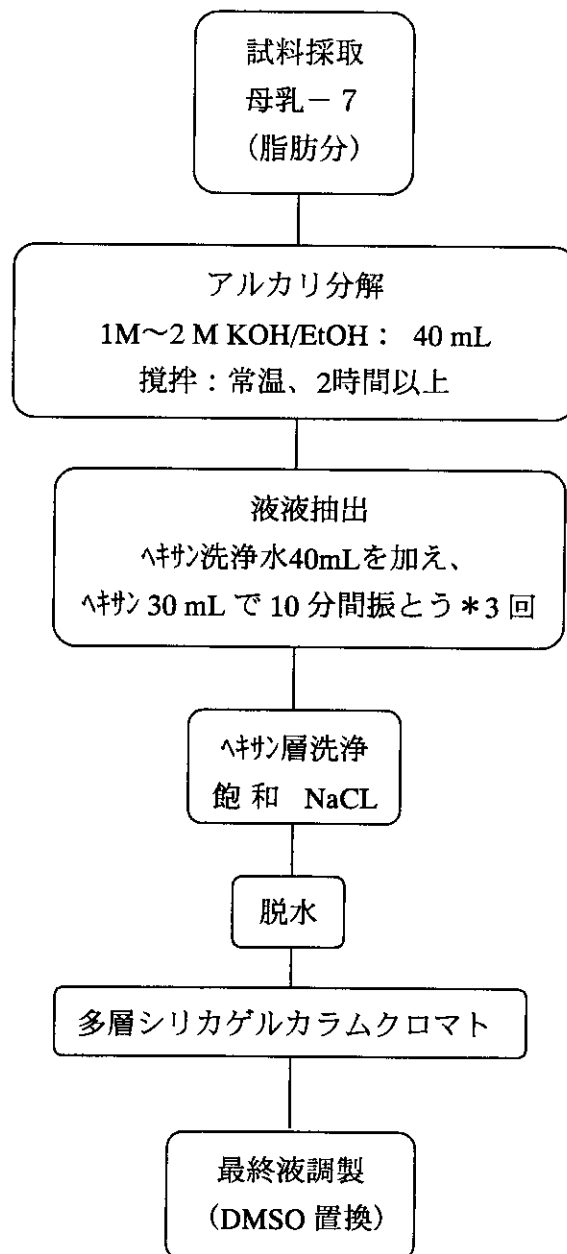 試料採取
母乳－7
（脂肪分）
アルカリ分解
1M～2 M KOH/EtOH： 40 mL
撹拌：常温、2時間以上
液液抽出
ﾍｷｻﾝ洗浄水40mLを加え、
ﾍｷｻﾝ 30 mL で 10 分間振とう＊3 回
ﾍｷｻﾝ層洗浄
飽 和 NaCL
脱水
多層シリカゲルカラムクロマト
最終液調製
（DMSO 置換）